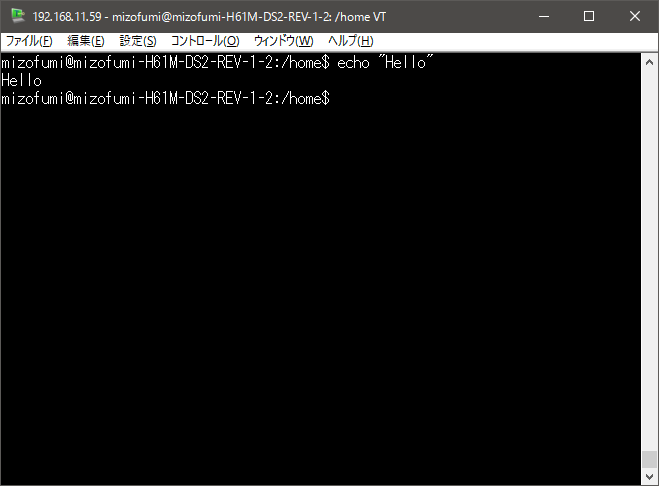 192.168.11.59 - mizofumi@mizofumi-H61M-DS2-REV-1-2: /home VT
ファイル(F) 編集(E) 設定(S) コントロール(O) ウィンドウ(W) ヘルプ(H)
mizofumi@mizofumi-H61M-DS2-REV-1-2:/home$ echo "Hello"
Hello
mizofumi@mizofumi-H61M-DS2-REV-1-2:/home$